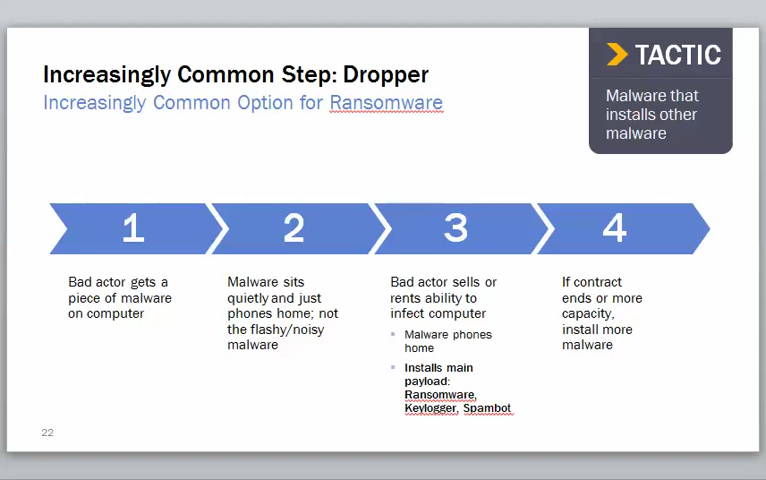 Increasingly Common Step: Dropper
Increasingly Common Option for Ransomware
TACTIC
Malware that
installs other
malware
1
2
3
4
Bad actor gets a
piece of malware
on computer
Malware sits
quietly and just
phones home; not
the flashy/noisy
malware
Bad actor sells or
rents ability to
infect computer
Malware phones
home
Installs main
payload:
Ransomware,
Keylogger, Spambot
If contract
ends or more
capacity,
install more
malware
22